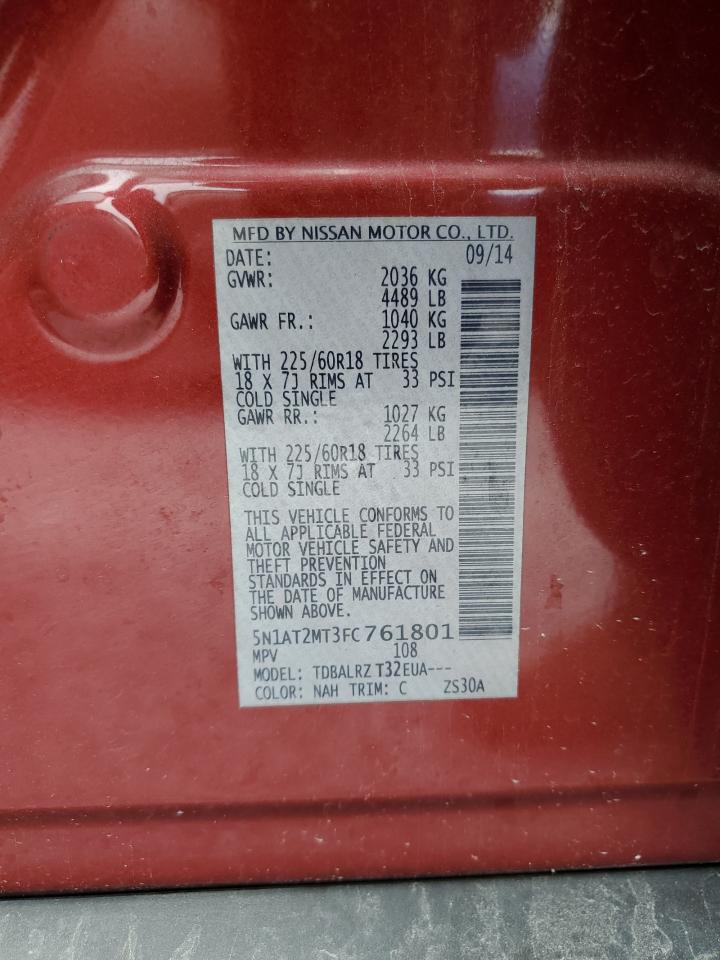 MFD BY NISSAN MOTOR CO., LTD.
DATE: 09/14
GVWR: 2036 KG
4489 LB
GAWR FR.: 1040 KG
2293 LB
WITH 225/60R18 TIRES
18 X 7J RIMS AT 33 PSI
COLD SINGLE
GAWR RR.: 1027 KG
2264 LB
WITH 225/60R18 TIRES
18 X 7J RIMS AT 33 PSI
COLD SINGLE
THIS VEHICLE CONFORMS TO
ALL APPLICABLE FEDERAL
MOTOR VEHICLE SAFETY AND
THEFT PREVENTION
STANDARDS IN EFFECT ON
THE DATE OF MANUFACTURE
SHOWN ABOVE.
5N1AT2MT3FC761801
MPV 108
MODEL: TDBALRZ T32EUA---
COLOR: NAH TRIM: C ZS30A